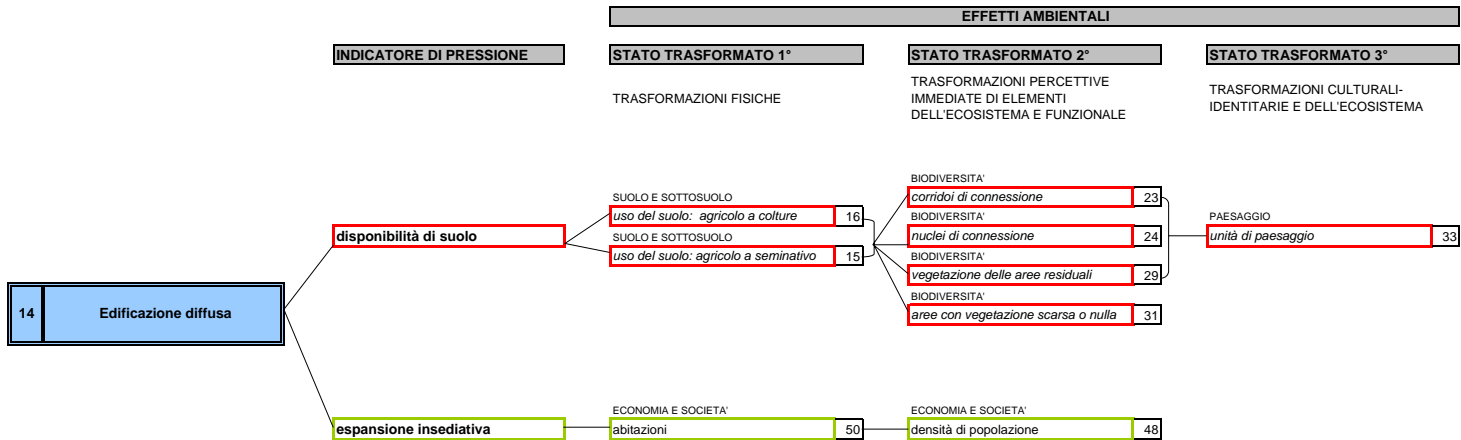 EFFETTI AMBIENTALI
INDICATORE DI PRESSIONE
STATO TRASFORMATO 1°
STATO TRASFORMATO 2°
STATO TRASFORMATO 3°
TRASFORMAZIONI FISICHE
TRASFORMAZIONI PERCETTIVE
IMMEDIATE DI ELEMENTI
DELL'ECOSISTEMA E FUNZIONALE
TRASFORMAZIONI CULTURALI-
IDENTITARIE E DELL'ECOSISTEMA
14 Edificazione diffusa
disponibilità di suolo
SUOLO E SOTTOSUOLO
uso del suolo: agricolo a colture 16
SUOLO E SOTTOSUOLO
uso del suolo: agricolo a seminativo 15
BIODIVERSITA'
corridoi di connessione 23
BIODIVERSITA'
nuclei di connessione 24
BIODIVERSITA'
vegetazione delle aree residuali 29
BIODIVERSITA'
aree con vegetazione scarsa o nulla 31
PAESAGGIO
unità di paesaggio 33
espansione insediativa
ECONOMIA E SOCIETA'
abitazioni 50
ECONOMIA E SOCIETA'
densità di popolazione 48